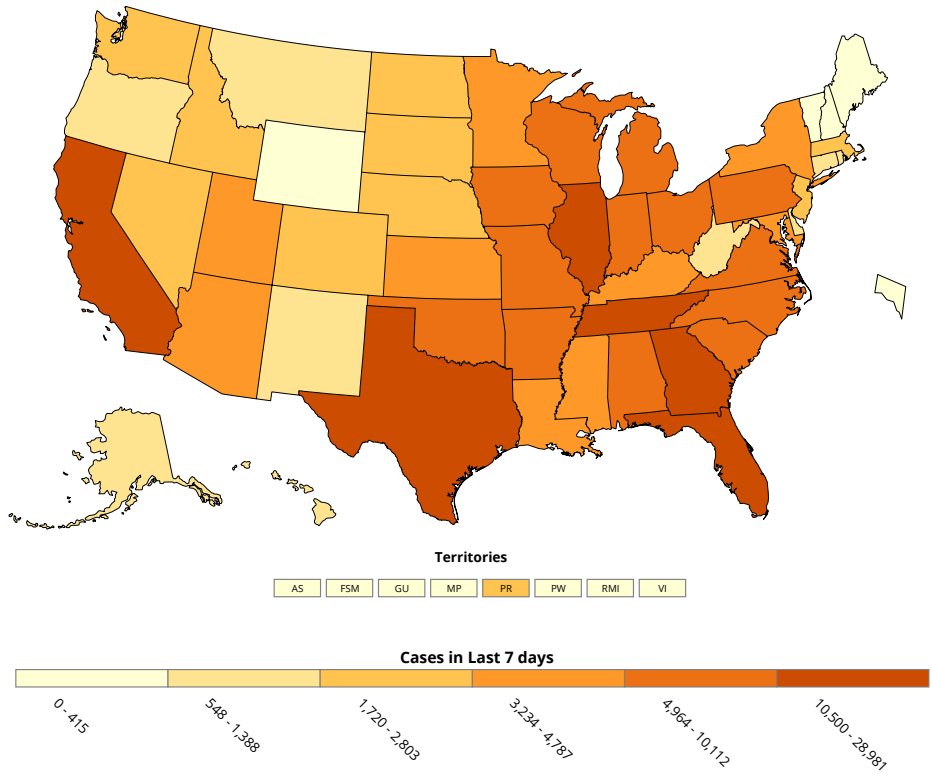 Territories
AS FSM GU MP PR PW RMI VI
Cases in Last 7 days
0 - 415
548 - 1,388
1,720 - 2,803
3,234 - 4,787
4,964 - 10,112
10,500 - 28,981